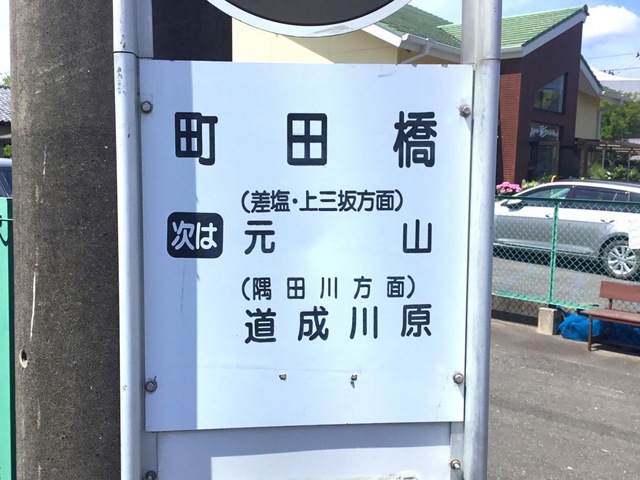 町田橋
(差塩・上三坂方面)
次は 元山
(隅田川方面)
道成川原